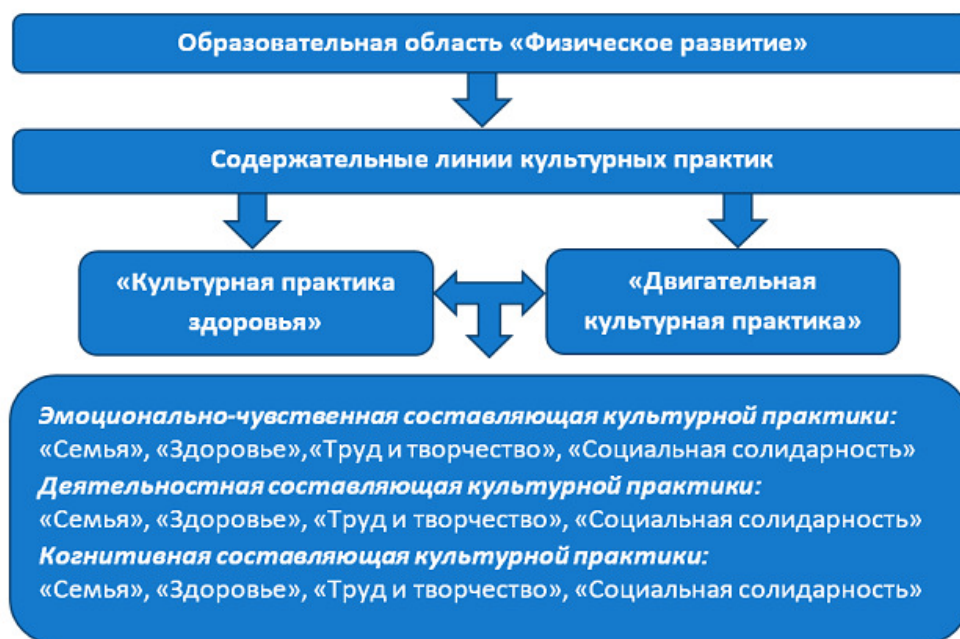 Образовательная область «Физическое развитие»
Содержательные линии культурных практик
«Культурная практика
здоровья»
«Двигательная
культурная практика»
Эмоционально-чувственная составляющая культурной практики:
«Семья», «Здоровье»,«Труд и творчество», «Социальная солидарность»
Деятельностная составляющая культурной практики:
«Семья», «Здоровье», «Труд и творчество», «Социальная солидарность»
Когнитивная составляющая культурной практики:
«Семья», «Здоровье», «Труд и творчество», «Социальная солидарность»